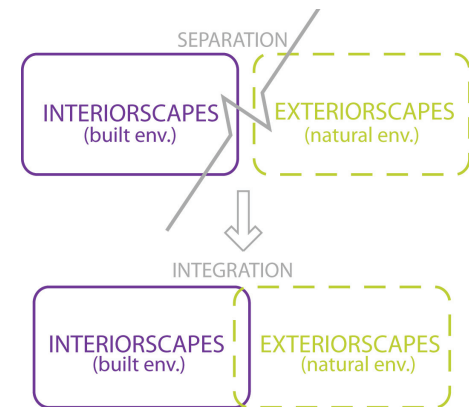 SEPARATION
INTERIORSCAPES
(built env.)
EXTERIORSCAPES
(natural env.)
INTEGRATION
INTERIORSCAPES
(built env.)
EXTERIORSCAPES
(natural env.)